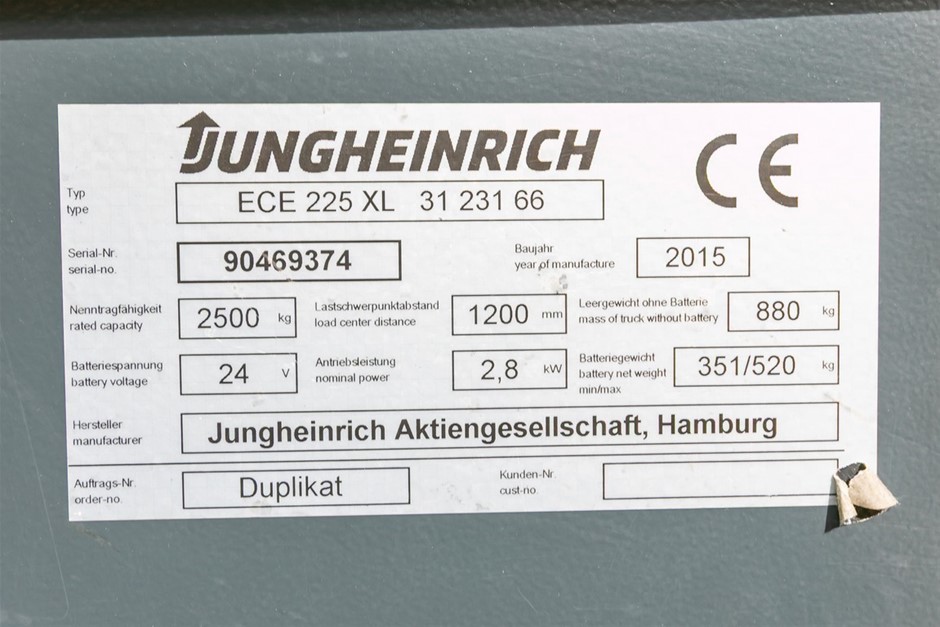 JUNGHEINRICH
CE
Typ
type
ECE 225 XL 31 231 66
Serial-Nr.
serial-no.
90469374
Baujahr
year of manufacture
2015
Nenntragfähigkeit
rated capacity
2500 kg
Lastschwerpunktabstand
load center distance
1200 mm
Leergewicht ohne Batterie
mass of truck without battery
880 kg
Batteriespannung
battery voltage
24 V
Antriebsleistung
nominal power
2,8 kW
Batteriegewicht
battery net weight
min/max
351/520 kg
Hersteller
manufacturer
Jungheinrich Aktiengesellschaft, Hamburg
Auftrags-Nr.
order-no.
Duplikat
Kunden-Nr.
cust-no.